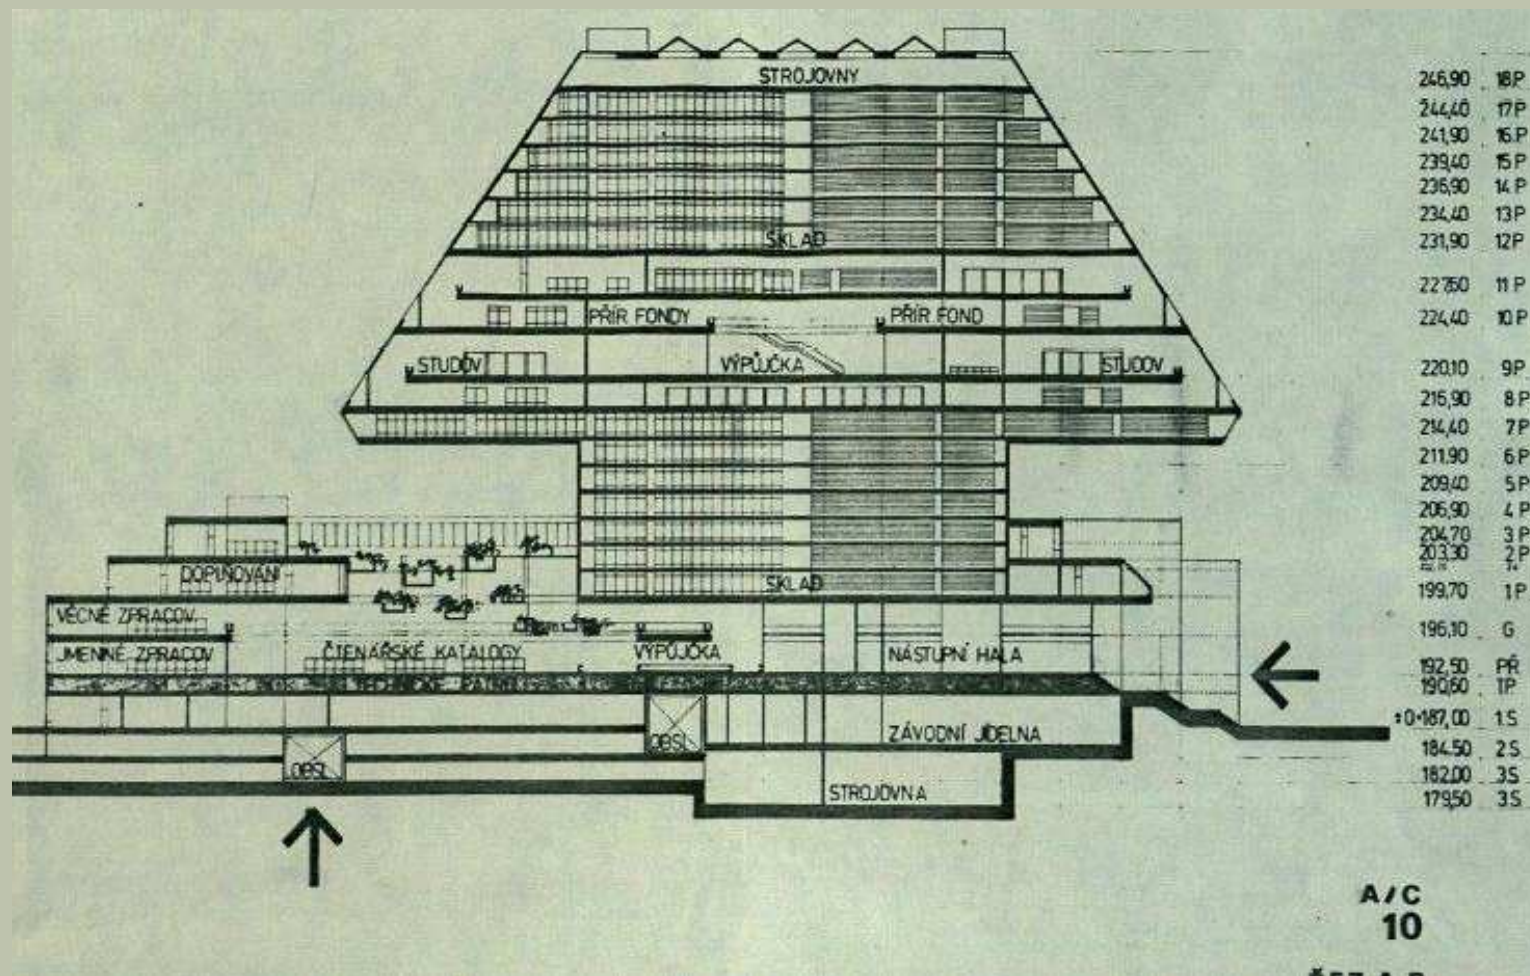 STROJOVNY
SKLAD
PŘÍR FONDY PŘÍR FOND
STUDOV VÝPŮJČKA STUDOV
SKLAD
DOPLŇOVÁNÍ
VĚCNÉ ZPRACOV.
JMENNÉ ZPRACOV ČTENÁŘSKÉ KATALOGY VÝPŮJČKA NÁSTUPNÍ HALA
TECHNICKÉ
OBSL. ZÁVODNÍ JÍDELNA
OBSL.
STROJOVNA
246,90 18P
244,40 17P
241,90 16P
239,40 15P
236,90 14P
234,40 13P
231,90 12P
227,60 11P
224,40 10P
220,10 9P
216,90 8P
214,40 7P
211,90 6P
209,40 5P
206,90 4P
204,70 3P
203,30 2P
199,70 1P
196,10 G
192,50 PŘ
190,60 TP
±0=187,00 1S
184,50 2S
182,00 3S
179,50 3S
A/C
10